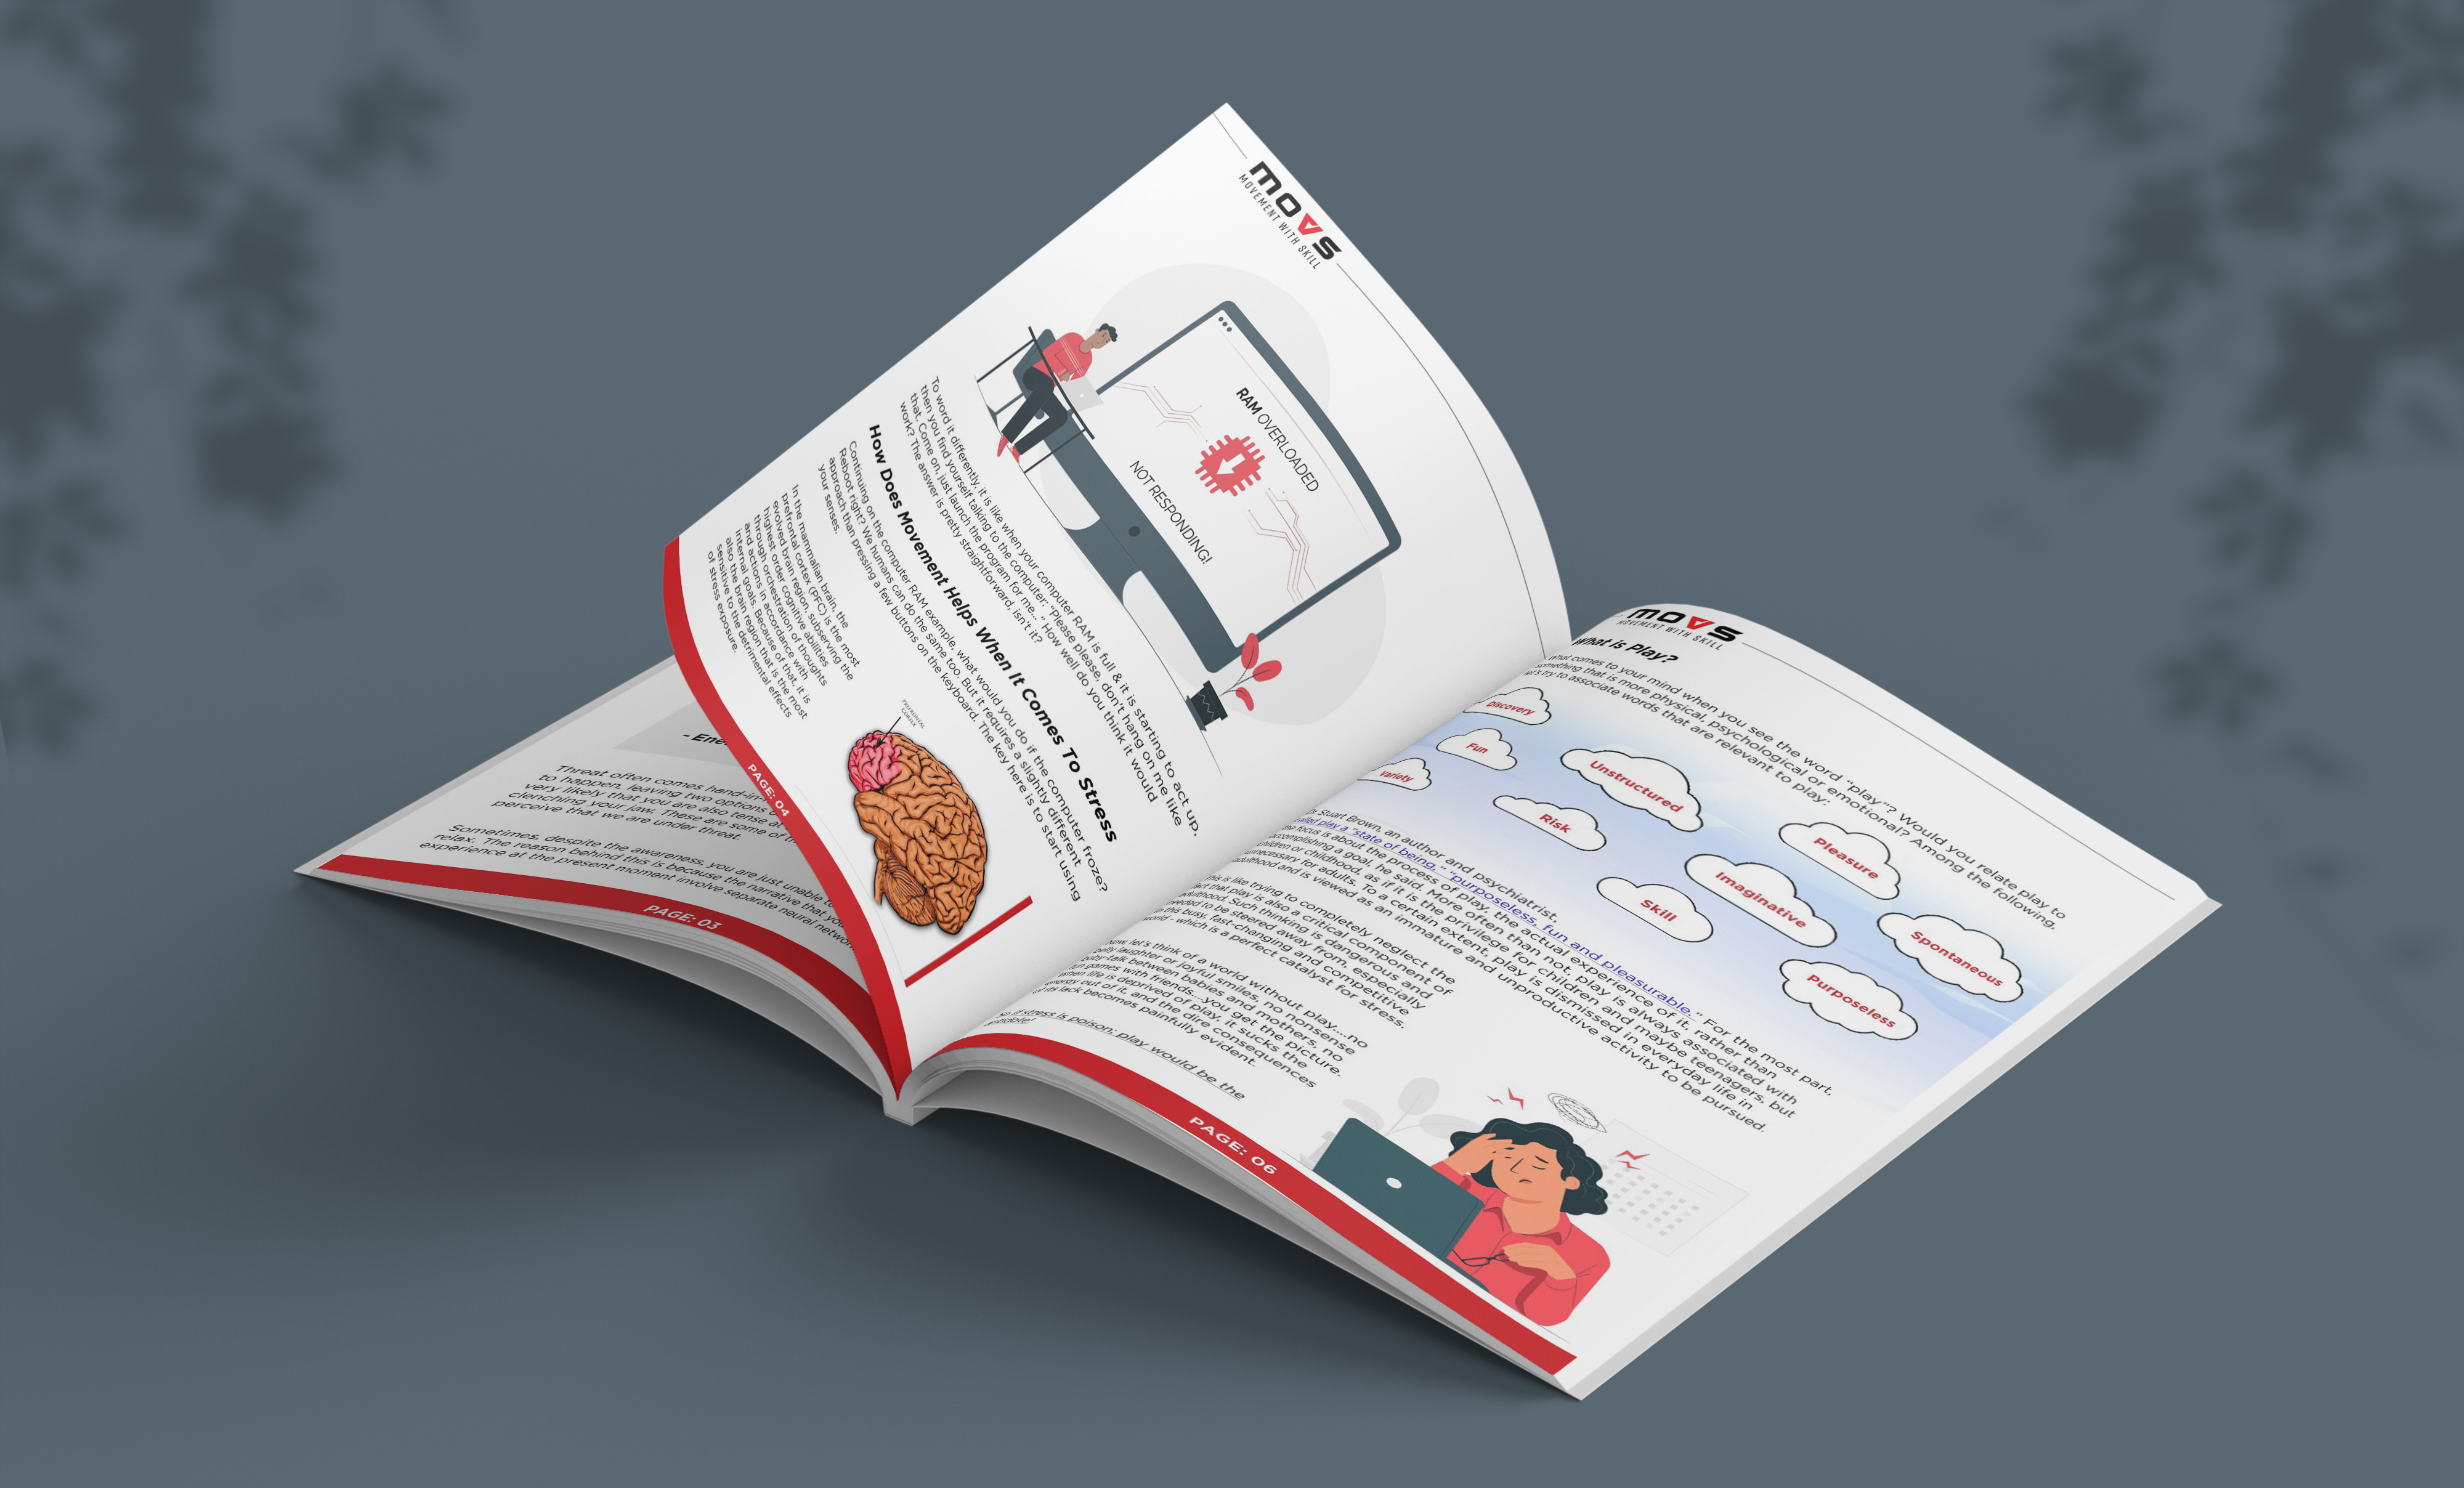 - Ene
Threat often comes hand-in-
to happen, leaving two options
very likely that you are also tense at
clenching your jaw. These are some of th
perceive that we are under threat.
Sometimes, despite the awareness, you are just unable to
relax. The reason behind this is because the narrative that you
experience at the present moment involve separate neural network
PAGE: 03
MOVS
MOVEMENT WITH SKILL
RAM OVERLOADED
NOT RESPONDING!
To word it differently, it is like when your computer RAM is full & it is starting to act up,
then you find yourself talking to the computer: "Please please, don't hang on me like
that. Come on, just launch the program for me..." How well do you think it would
work? The answer is pretty straightforward, isn't it?
How Does Movement Helps When It Comes To Stress
Continuing on the computer RAM example, what would you do if the computer froze?
Reboot right? We humans can do the same too. But it requires a slightly different
approach than pressing a few buttons on the keyboard. The key here is to start using
your senses.
In the mammalian brain, the
prefrontal cortex (PFC) is the most
evolved brain region, subserving the
highest order cognitive abilities
through orchestration of thoughts
and actions in accordance with
internal goals. Because of that, it is
also the brain region that is the most
sensitive to the detrimental effects
of stress exposure.
PREFRONTAL
CORTEX
PAGE: 04
MOVS
MOVEMENT WITH SKILL
What is Play?
What comes to your mind when you see the word "play"? Would you relate play to
something that is more physical, psychological or emotional? Among the following,
let's try to associate words that are relevant to play:
Discovery
Fun
Variety
Unstructured
Risk
Pleasure
Imaginative
Skill
Spontaneous
Purposeless
Stuart Brown, an author and psychiatrist,
called play a "state of being," "purposeless, fun and pleasurable." For the most part,
the focus is about the process of play, the actual experience of it, rather than
accomplishing a goal, he said. More often than not, play is always associated with
children or childhood, as if it is the privilege for children and maybe teenagers, but
unnecessary for adults. To a certain extent, play is dismissed in everyday life in
adulthood and is viewed as an immature and unproductive activity to be pursued.
this is like trying to completely neglect the
fact that play is also a critical component of
adulthood. Such thinking is dangerous and
needed to be steered away from, especially
this busy, fast-changing and competitive
world - which is a perfect catalyst for stress.
Now let's think of a world without play....no
belly laughter or joyful smiles, no nonsense
baby-talk between babies and mothers, no
fun games with friends...you get the picture.
When life is deprived of play, it sucks the
energy out of it, and the dire consequences
of its lack becomes painfully evident.
So if stress is poison; play would be the
antidote!
PAGE: 06